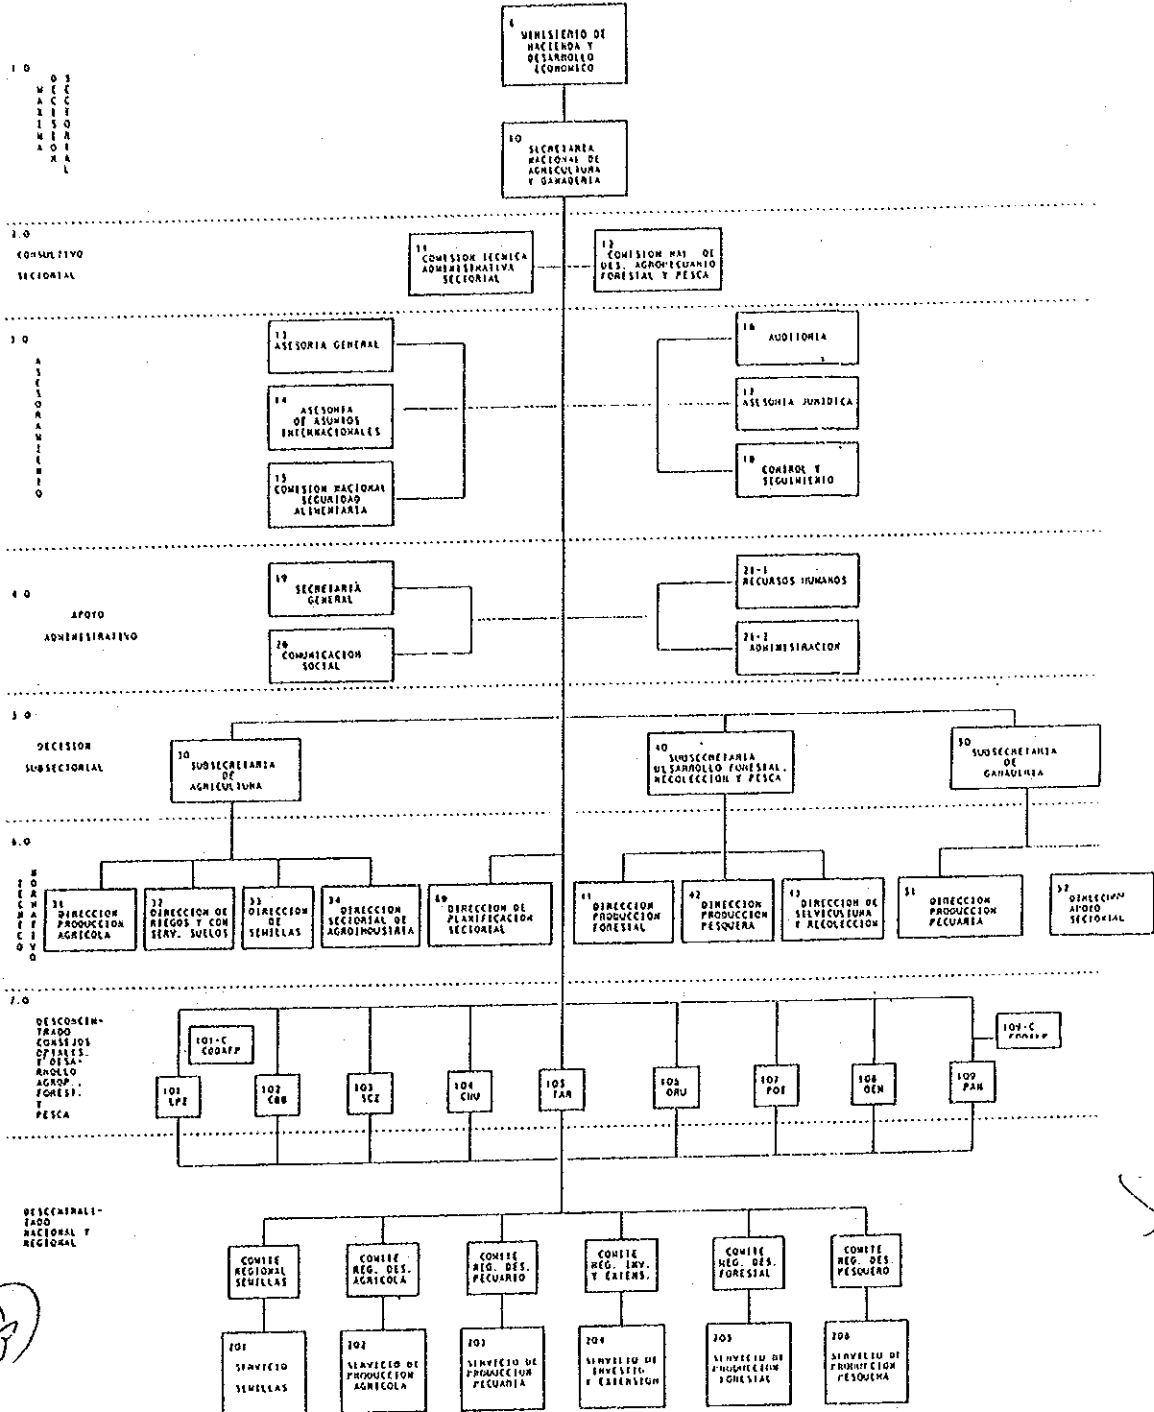 MINISTERIO DE
HACIENDA Y
DESARROLLO
ECONOMICO
1.0
MAXIMA
DECISION
SECTORIAL
10
SECRETARIA
NACIONAL DE
AGRICULTURA
Y GANADERIA
2.0
CONSULTIVO
SECTORIAL
11
COMISION TECNICA
ADMINISTRATIVA
SECTORIAL
12
COMISION NAL DE
DES. AGROPECUARIO
FORESTAL Y PESCA
3.0
ASESORAMIENTO
13
ASESORIA GENERAL
14
ASESORIA
DE ASUNTOS
INTERNACIONALES
15
COMISION NACIONAL
SEGURIDAD
ALIMENTARIA
16
AUDITORIA
17
ASESORIA JURIDICA
18
CONTROL Y
SEGUIMIENTO
4.0
APOYO
ADMINISTRATIVO
19
SECRETARIA
GENERAL
20
COMUNICACION
SOCIAL
21-1
RECURSOS HUMANOS
21-2
ADMINISTRACION
5.0
DECISION
SUBSECTORIAL
30
SUBSECRETARIA
DE
AGRICULTURA
40
SUBSECRETARIA
DESARROLLO FORESTAL,
RECOLECCION Y PESCA
50
SUBSECRETARIA
DE
GANADERIA
6.0
TECNICO
NORMATIVO
31
DIRECCION
PRODUCCION
AGRICOLA
32
DIRECCION DE
RIEGOS Y CON
SERV. SUELOS
33
DIRECCION
DE
SEMILLAS
34
DIRECCION
SECTORIAL DE
AGROINDUSTRIA
60
DIRECCION DE
PLANIFICACION
SECTORIAL
41
DIRECCION
PRODUCCION
FORESTAL
42
DIRECCION
PRODUCCION
PESQUERA
43
DIRECCION DE
SILVICULTURA
Y RECOLECCION
51
DIRECCION
PRODUCCION
PECUARIA
52
DIRECCION
APOYO
SECTORIAL
7.0
DESCONCEN-
TRADO
CONSEJOS
DPTALES.
Y DESA-
RROLLO
AGROP.,
FOREST.
Y
PESCA
101-C
CODAFP
109-C
101
LPZ
102
CBB
103
SCZ
104
CHU
105
TAR
106
ORU
107
POT
108
BEN
109
PAN
DESCENTRALI-
ZADO
NACIONAL Y
REGIONAL
COMITE
REGIONAL
SEMILLAS
COMITE
REG. DES.
AGRICOLA
COMITE
REG. DES.
PECUARIO
COMITE
REG. INV.
Y EXTENS.
COMITE
REG. DES.
FORESTAL
COMITE
REG. DES.
PESQUERO
201
SERVICIO
SEMILLAS
202
SERVICIO DE
PRODUCCION
AGRICOLA
203
SERVICIO DE
PRODUCCION
PECUARIA
204
SERVICIO DE
INVESTIG
Y EXTENSION
205
SERVICIO DE
PRODUCCION
FORESTAL
206
SERVICIO DE
PRODUCCION
PESQUERA